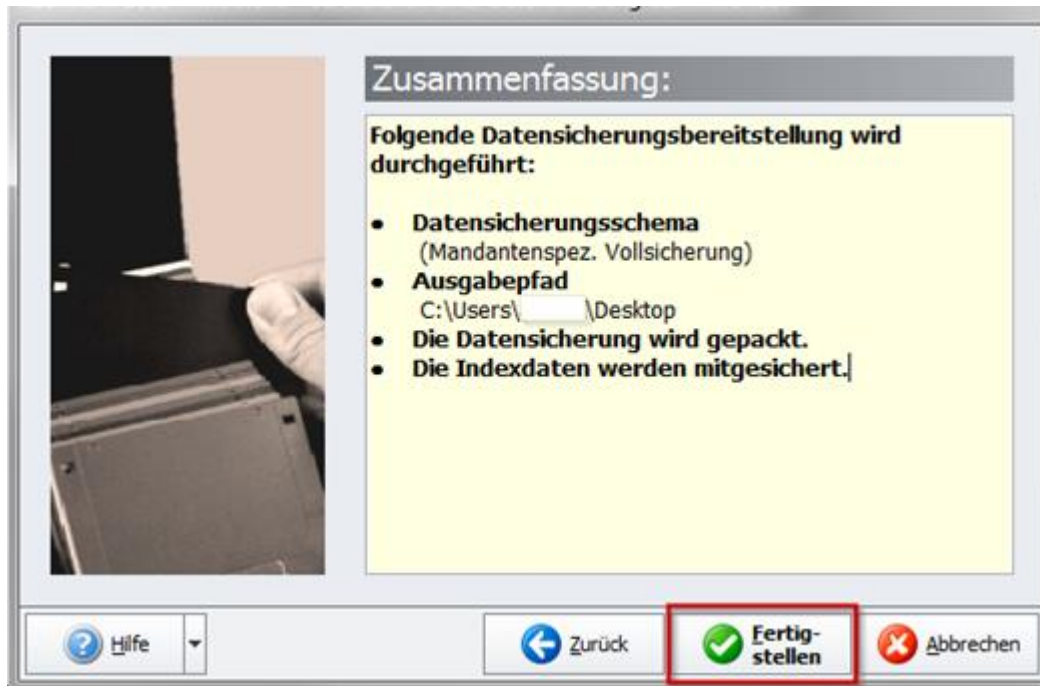 Zusammenfassung:
Folgende Datensicherungsbereitstellung wird
durchgeführt:
• Datensicherungsschema
(Mandantenspez. Vollsicherung)
• Ausgabepfad
C:\Users\ \Desktop
• Die Datensicherung wird gepackt.
• Die Indexdaten werden mitgesichert.
Hilfe
Zurück
Fertig-
stellen
Abbrechen